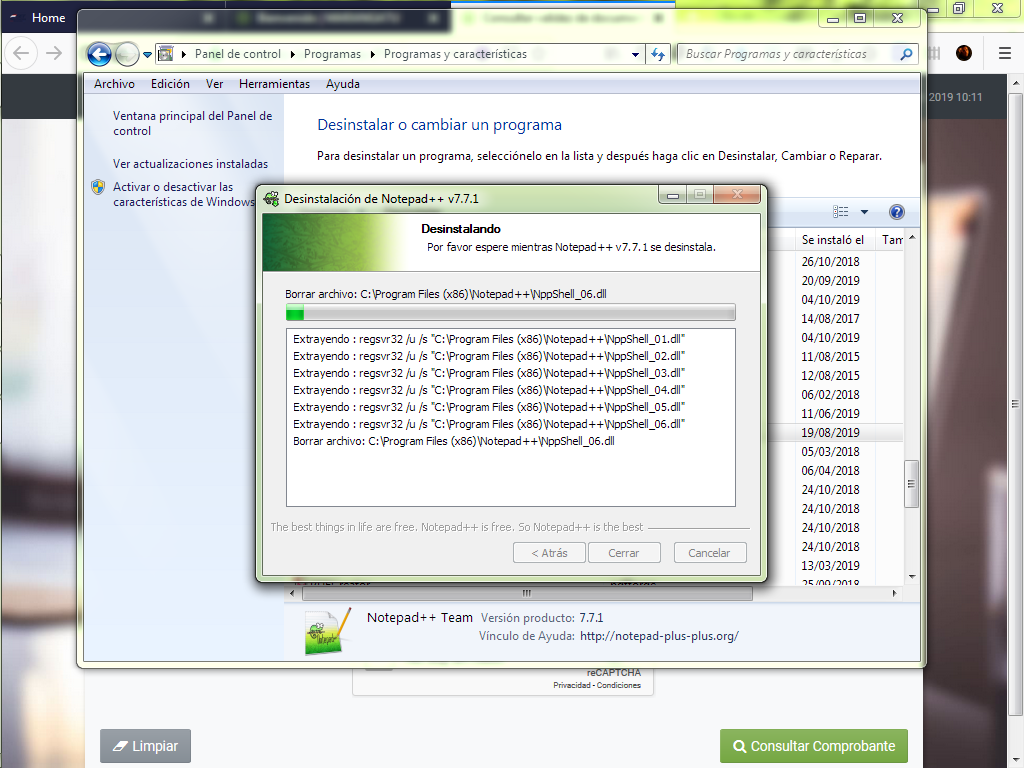 Home
Panel de control
Programas
Programas y características
Buscar Programas y características
Archivo
Edición
Ver
Herramientas
Ayuda
2019 10:11
Ventana principal del Panel de
control
Ver actualizaciones instaladas
Activar o desactivar las
características de Windows
Desinstalar o cambiar un programa
Para desinstalar un programa, selecciónelo en la lista y después haga clic en Desinstalar, Cambiar o Reparar.
Se instaló el
Tam
26/10/2018
20/09/2019
04/10/2019
14/08/2017
04/10/2019
11/08/2015
12/08/2015
06/02/2018
11/06/2019
19/08/2019
05/03/2018
06/04/2018
24/10/2018
24/10/2018
24/10/2018
24/10/2018
13/03/2019
25/09/2018
Desinstalación de Notepad++ v7.7.1
Desinstalando
Por favor espere mientras Notepad++ v7.7.1 se desinstala.
Borrar archivo: C:\Program Files (x86)\Notepad++\NppShell_06.dll
Extrayendo : regsvr32 /u /s "C:\Program Files (x86)\Notepad++\NppShell_01.dll"
Extrayendo : regsvr32 /u /s "C:\Program Files (x86)\Notepad++\NppShell_02.dll"
Extrayendo : regsvr32 /u /s "C:\Program Files (x86)\Notepad++\NppShell_03.dll"
Extrayendo : regsvr32 /u /s "C:\Program Files (x86)\Notepad++\NppShell_04.dll"
Extrayendo : regsvr32 /u /s "C:\Program Files (x86)\Notepad++\NppShell_05.dll"
Extrayendo : regsvr32 /u /s "C:\Program Files (x86)\Notepad++\NppShell_06.dll"
Borrar archivo: C:\Program Files (x86)\Notepad++\NppShell_06.dll
The best things in life are free. Notepad++ is free. So Notepad++ is the best
< Atrás
Cerrar
Cancelar
Notepad++ Team
Versión producto: 7.7.1
Vínculo de Ayuda: http://notepad-plus-plus.org/
reCAPTCHA
Privacidad - Condiciones
Limpiar
Consultar Comprobante